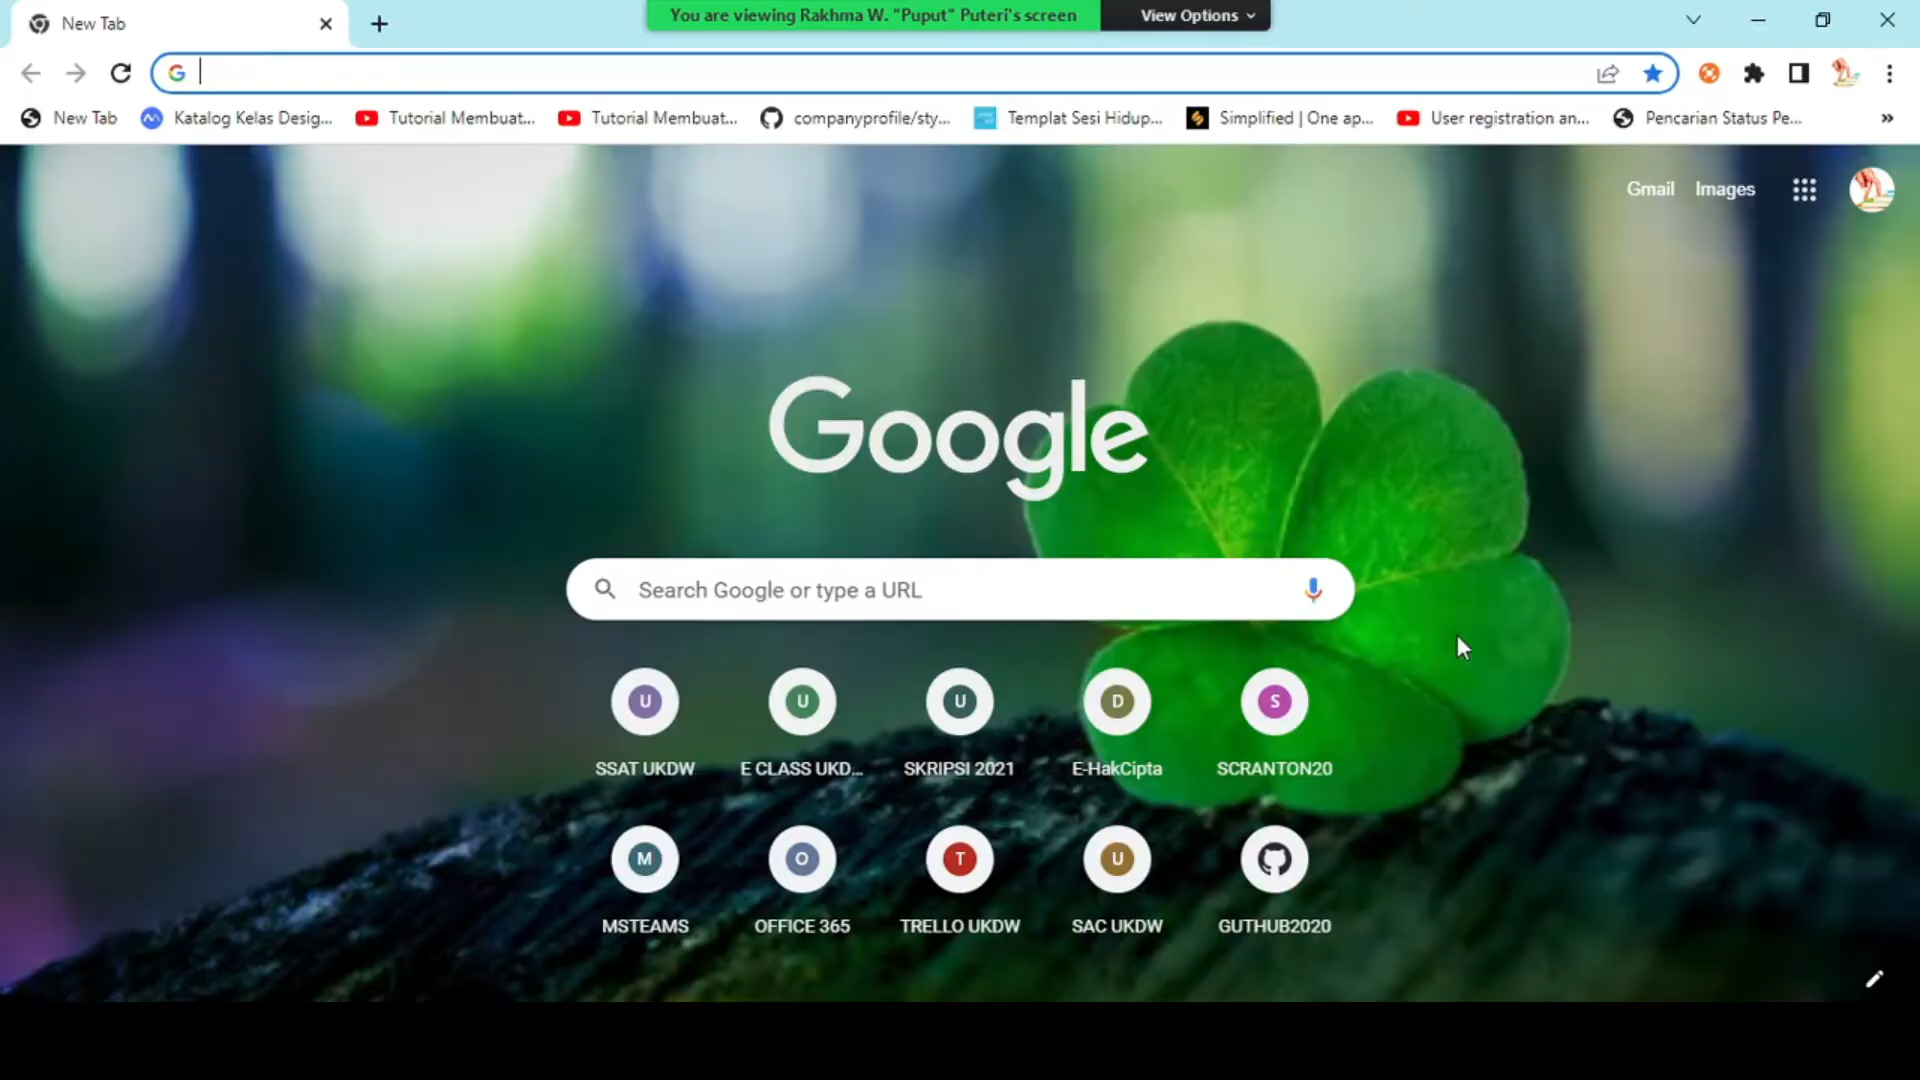 New Tab
You are viewing Rakhma W. "Puput" Puteri's screen
View Options
New Tab
Katalog Kelas Desig...
Tutorial Membuat...
Tutorial Membuat...
companyprofile/sty...
Templat Sesi Hidup...
Simplified | One ap...
User registration an...
Pencarian Status Pe...
Gmail
Images
Google
Search Google or type a URL
U
U
U
D
S
SSAT UKDW
E CLASS UKD...
SKRIPSI 2021
E-HakCipta
SCRANTON20
M
O
T
U
MSTEAMS
OFFICE 365
TRELLO UKDW
SAC UKDW
GUTHUB2020